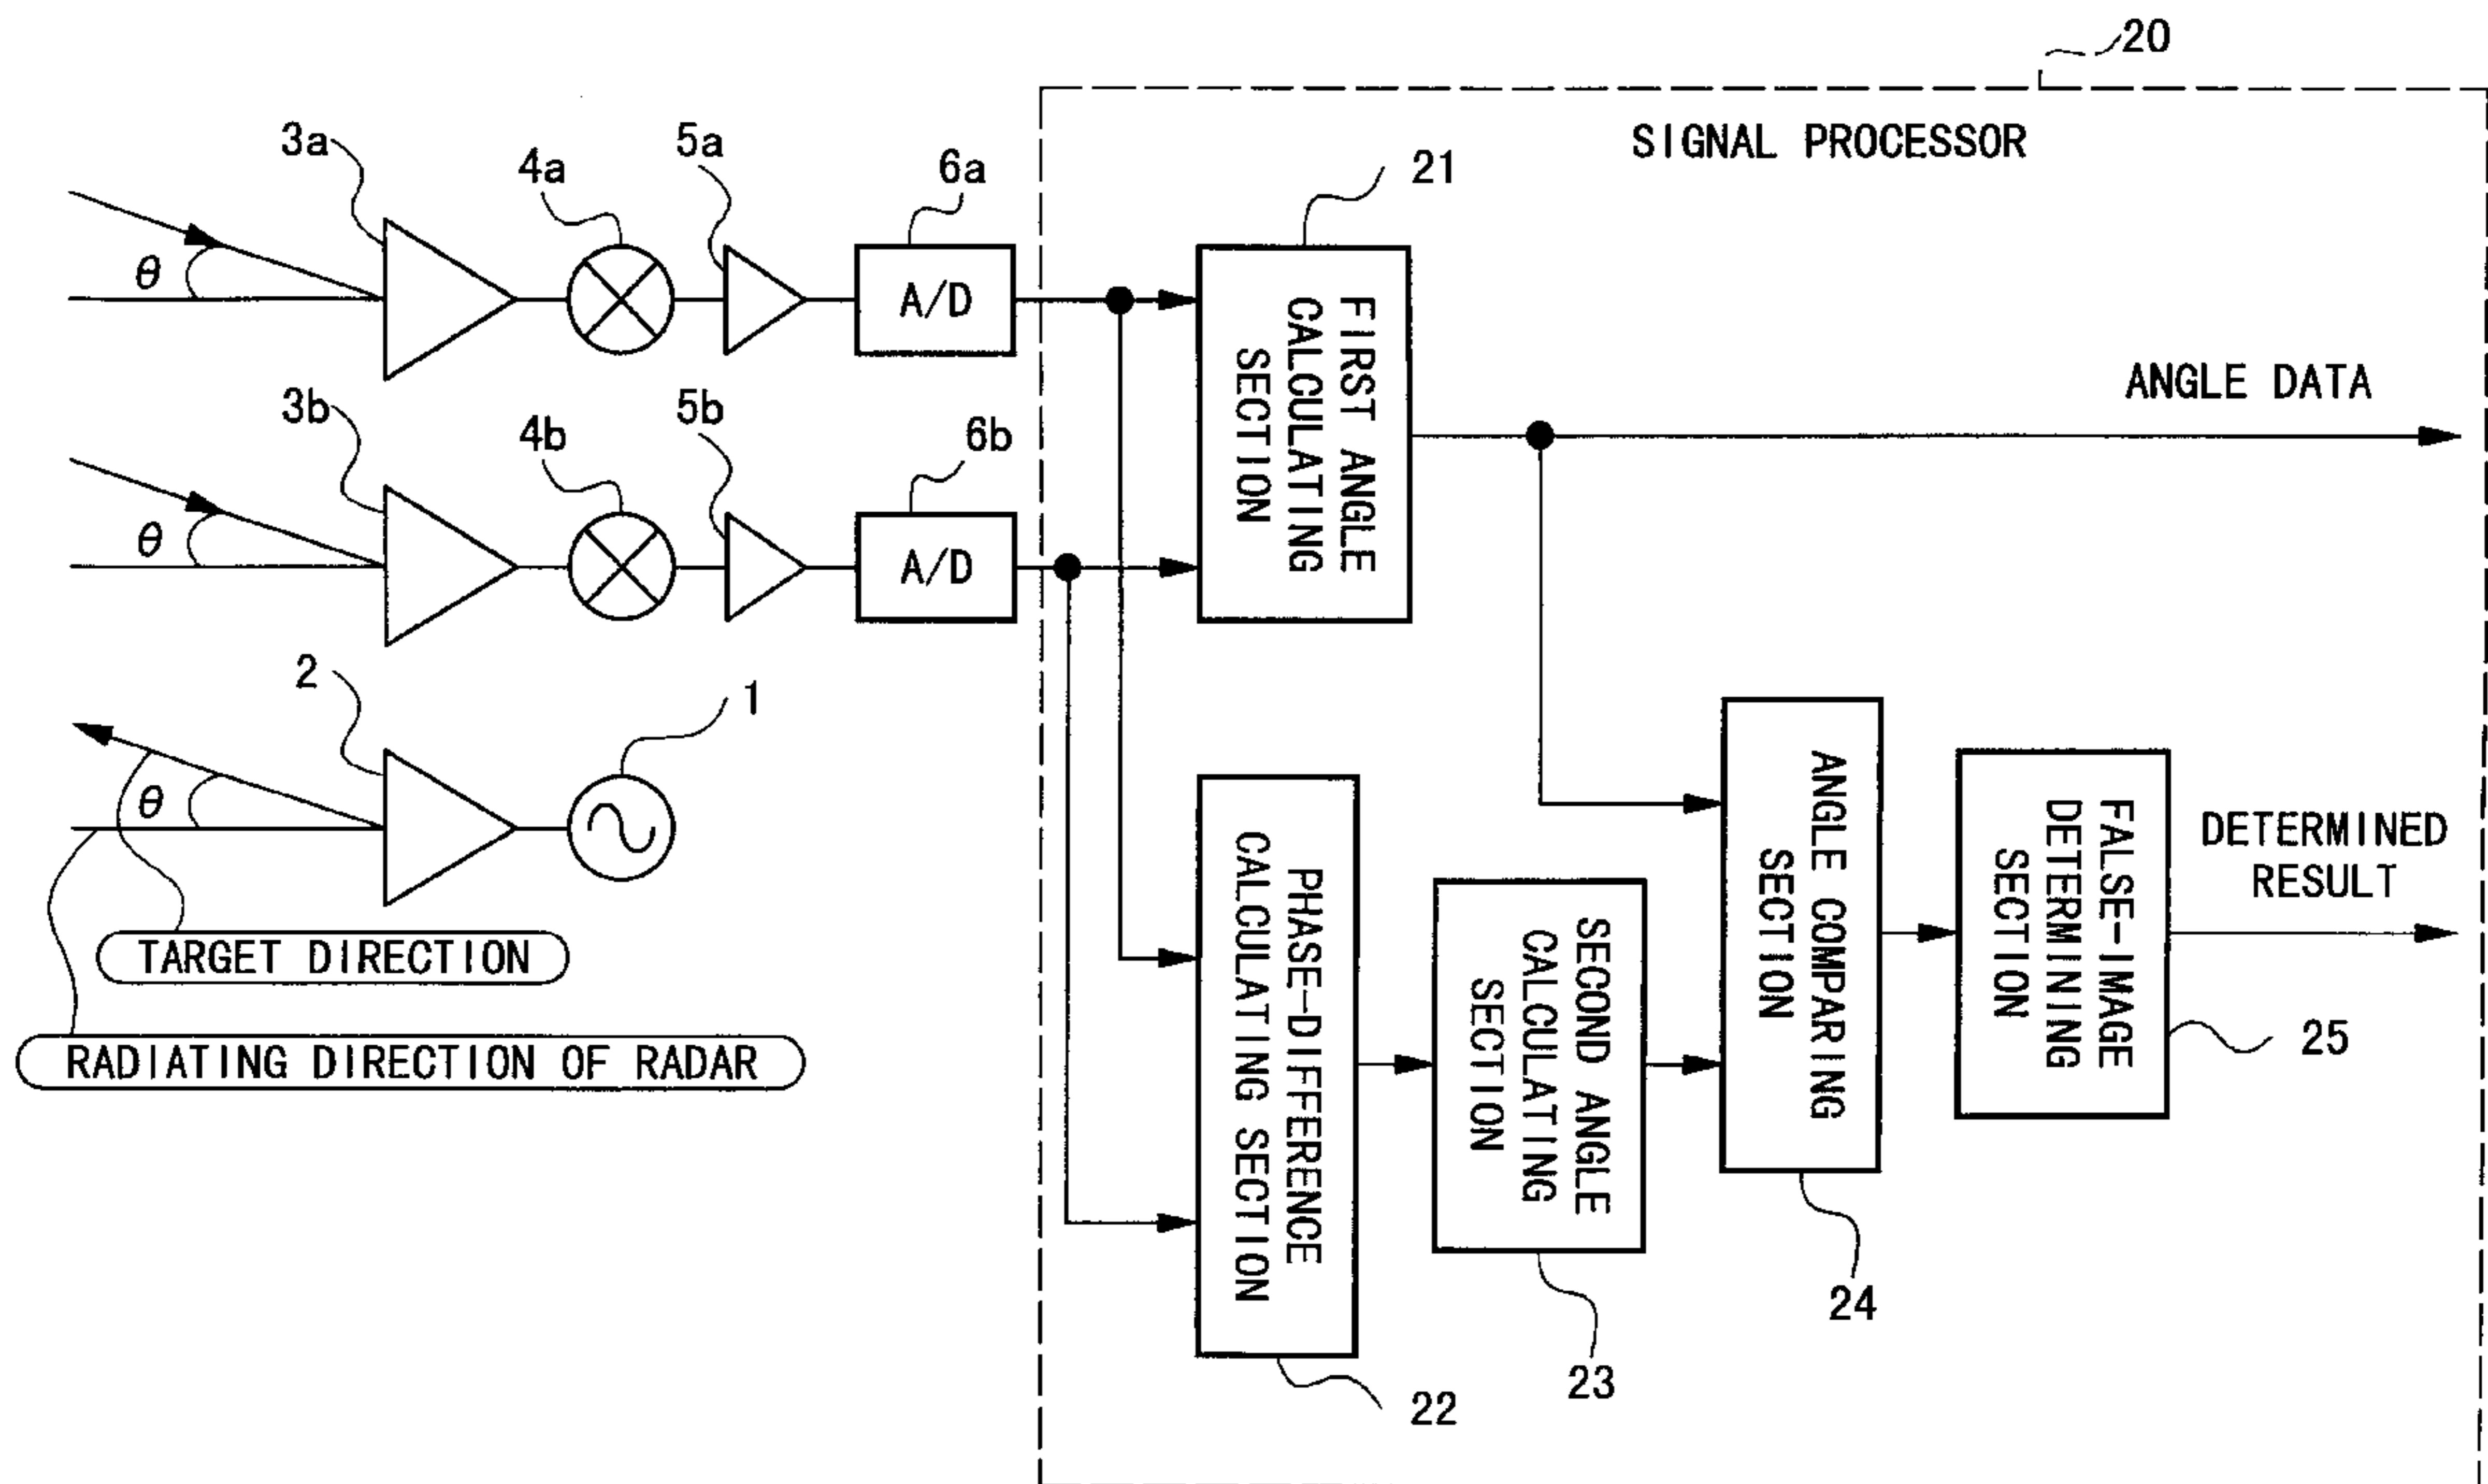 20
SIGNAL PROCESSOR
3a
4a
5a
6a
21
θ
A/D
FIRST ANGLE
CALCULATING
SECTION
ANGLE DATA
3b
4b
5b
6b
θ
A/D
2
1
θ
TARGET DIRECTION
RADIATING DIRECTION OF RADAR
PHASE-DIFFERENCE
CALCULATING SECTION
22
SECOND ANGLE
CALCULATING
SECTION
23
ANGLE COMPARING
SECTION
24
FALSE-IMAGE
DETERMINING
SECTION
25
DETERMINED
RESULT